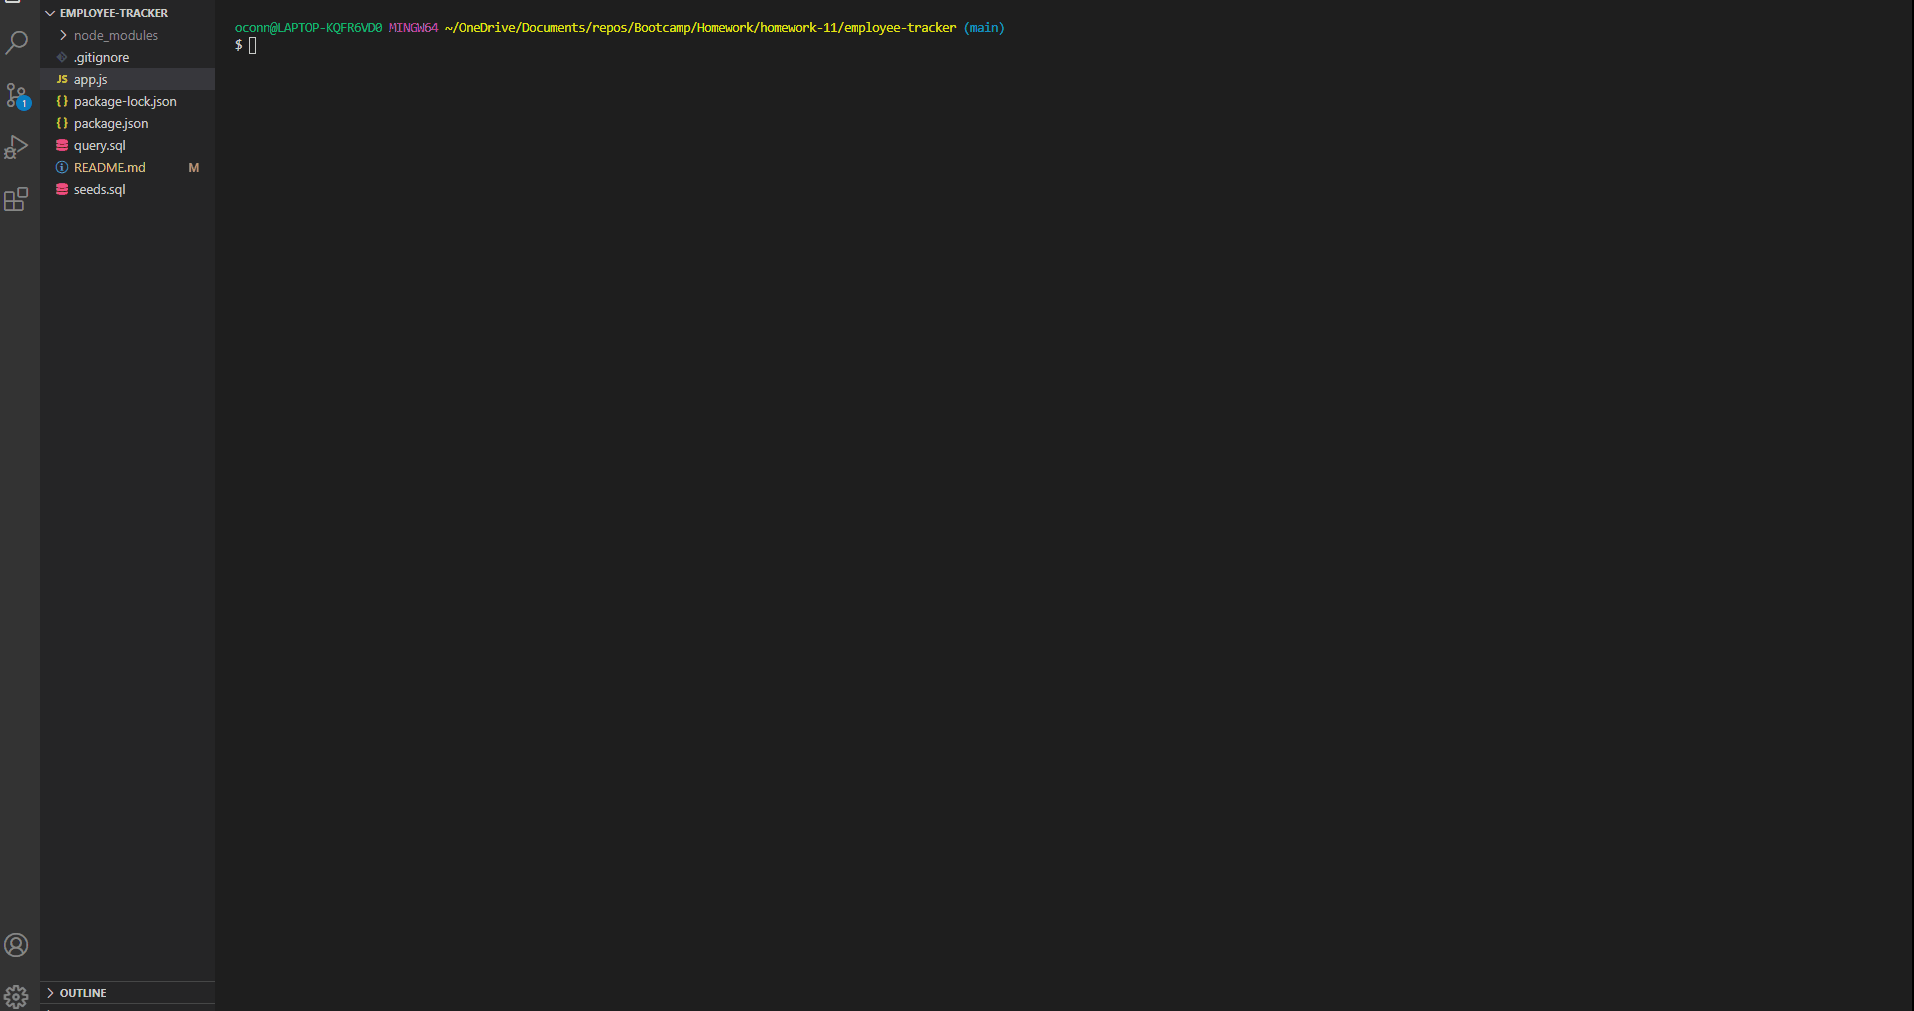 EMPLOYEE-TRACKER
node_modules
.gitignore
JS app.js
{} package-lock.json
{} package.json
query.sql
README.md M
seeds.sql
1
OUTLINE
oconn@LAPTOP-KQFR6VD0 MINGW64 ~/OneDrive/Documents/repos/Bootcamp/Homework/homework-11/employee-tracker (main)
$